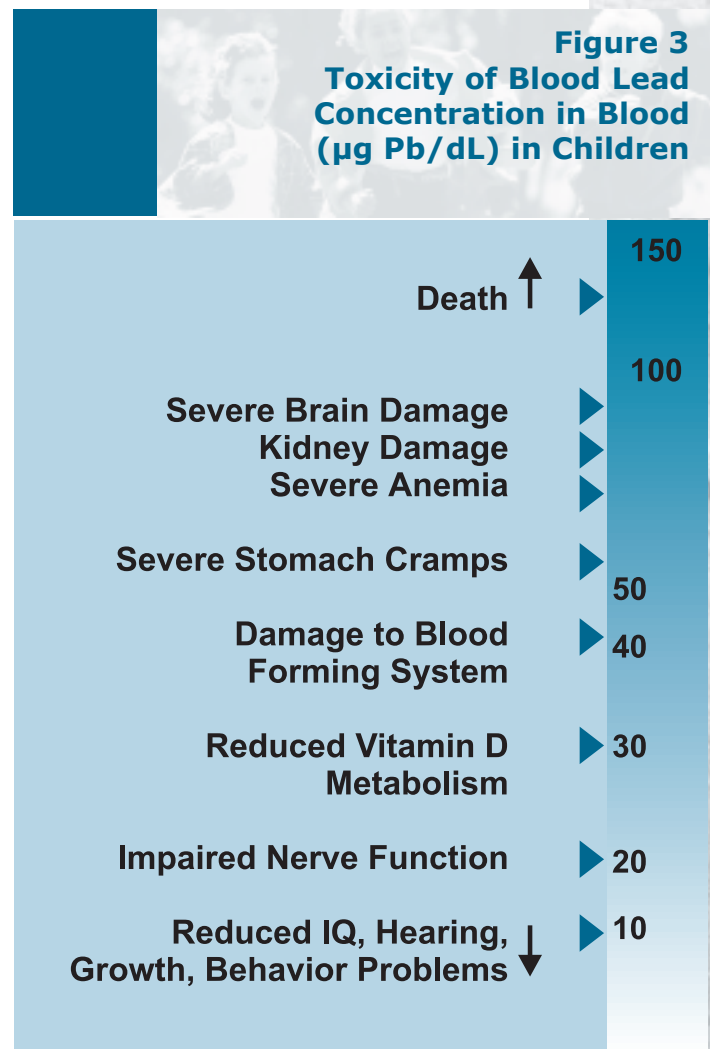 Figure 3
Toxicity of Blood Lead
Concentration in Blood
(µg Pb/dL) in Children
150
Death
100
Severe Brain Damage
Kidney Damage
Severe Anemia
Severe Stomach Cramps
50
Damage to Blood
Forming System
40
Reduced Vitamin D
Metabolism
30
Impaired Nerve Function
20
Reduced IQ, Hearing,
Growth, Behavior Problems
10